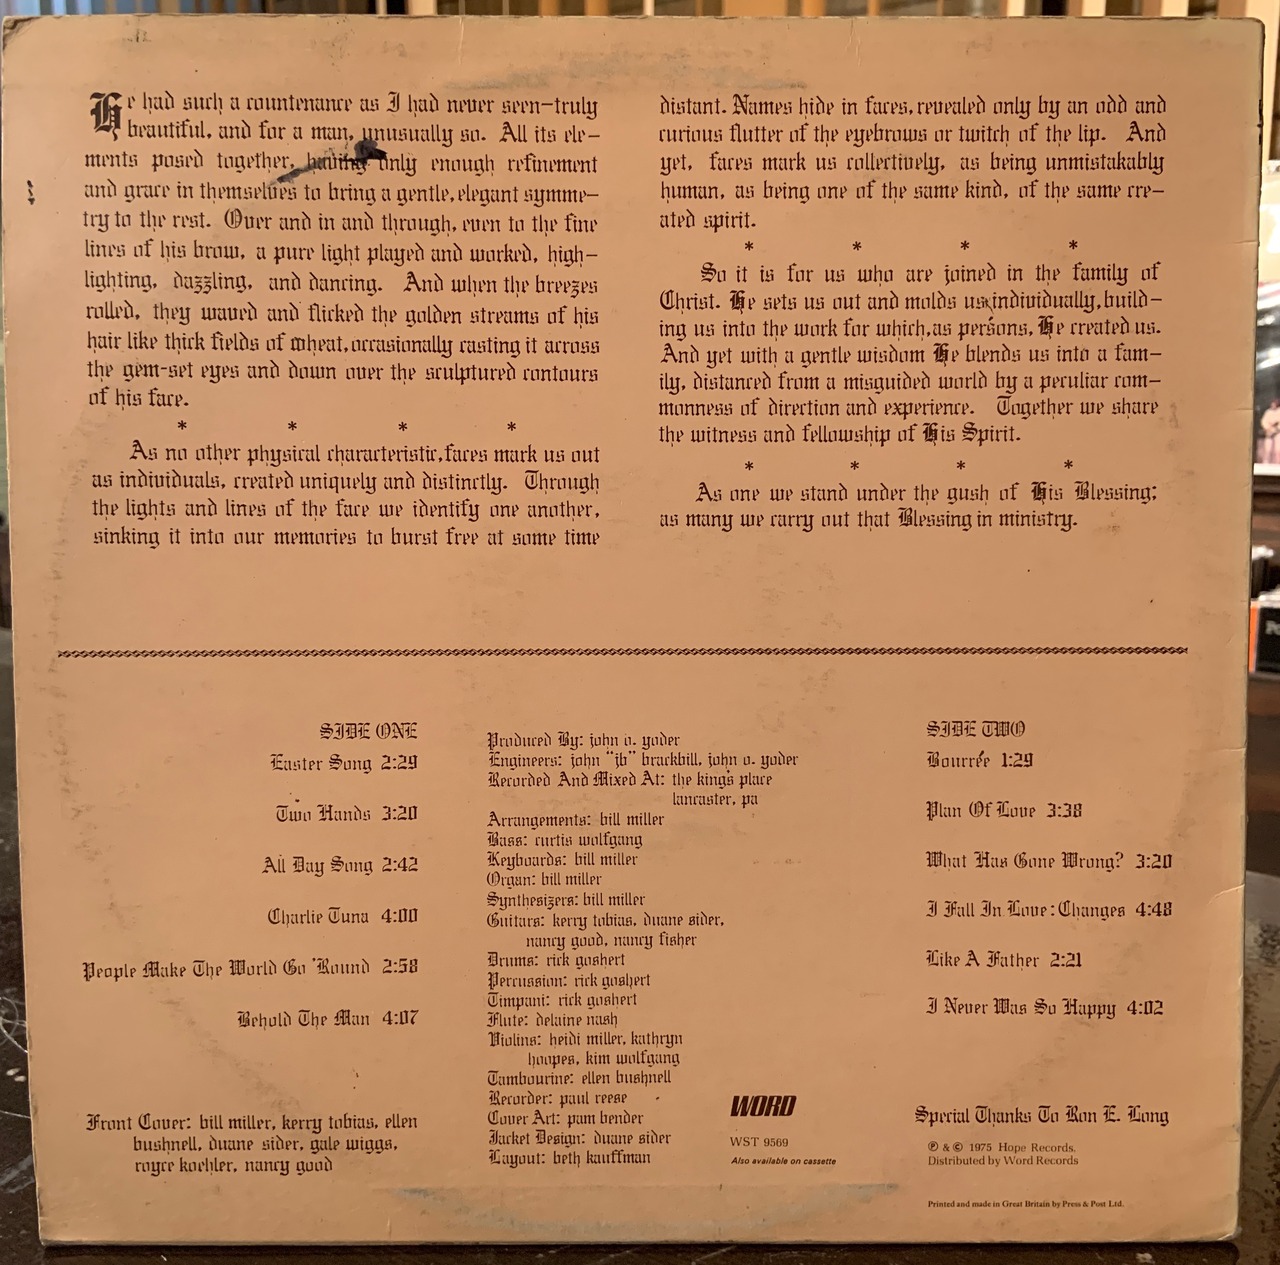 He had such a countenance as I had never seen—truly
beautiful, and for a man, unusually so. All its ele-
ments posed together, having only enough refinement
and grace in themselves to bring a gentle, elegant symme-
try to the rest. Over and in and through, even to the fine
lines of his brow, a pure light played and worked, high-
lighting, dazzling, and dancing. And when the breezes
rolled, they waved and flicked the golden streams of his
hair like thick fields of wheat, occasionally casting it across
the gem-set eyes and down over the sculptured contours
of his face.
* * * *
As no other physical characteristic, faces mark us out
as individuals, created uniquely and distinctly. Through
the lights and lines of the face we identify one another,
sinking it into our memories to burst free at some time
distant. Names hide in faces, revealed only by an odd and
curious flutter of the eyebrows or twitch of the lip. And
yet, faces mark us collectively, as being unmistakably
human, as being one of the same kind, of the same cre-
ated spirit.
* * * *
So it is for us who are joined in the family of
Christ. He sets us out and molds us individually, build-
ing us into the work for which, as persons, He created us.
And yet with a gentle wisdom He blends us into a fam-
ily, distanced from a misguided world by a peculiar com-
monness of direction and experience. Together we share
the witness and fellowship of His Spirit.
* * * *
As one we stand under the gush of His Blessing;
as many we carry out that Blessing in ministry.
SIDE ONE
Easter Song 2:29
Two Hands 3:20
All Day Song 2:42
Charlie Tuna 4:00
People Make The World Go 'Round 2:58
Behold The Man 4:07
Front Cover: bill miller, kerry tobias, ellen
bushnell, duane sider, gale wiggs,
royce koehler, nancy good
Produced By: john o. yoder
Engineers: john "jb" brackbill, john o. yoder
Recorded And Mixed At: the king's place
lancaster, pa
Arrangements: bill miller
Bass: curtis wolfgang
Keyboards: bill miller
Organ: bill miller
Synthesizers: bill miller
Guitars: kerry tobias, duane sider,
nancy good, nancy fisher
Drums: rick goshert
Percussion: rick goshert
Timpani: rick goshert
Flute: delaine nash
Violins: heidi miller, kathryn
hoopes, kim wolfgang
Tambourine: ellen bushnell
Recorder: paul reese
Cover Art: pam bender
Jacket Design: duane sider
Layout: beth kauffman
WORD
WST 9569
Also available on cassette
SIDE TWO
Bourrée 1:29
Plan Of Love 3:38
What Has Gone Wrong? 3:20
I Fall In Love: Changes 4:48
Like A Father 2:21
I Never Was So Happy 4:02
Special Thanks To Ron E. Long
℗ & © 1975 Hope Records.
Distributed by Word Records
Printed and made in Great Britain by Press & Post Ltd.